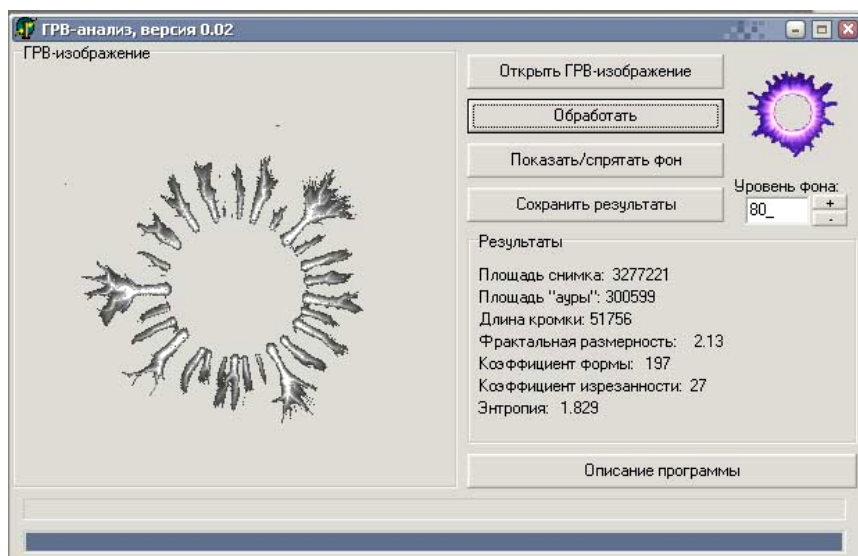 ГРВ-анализ, версия 0.02
ГРВ-изображение
Открыть ГРВ-изображение
Обработать
Показать/спрятать фон
Сохранить результаты
Уровень фона:
80_
+
-
Результаты
Площадь снимка: 3277221
Площадь "ауры": 300599
Длина кромки: 51756
Фрактальная размерность: 2.13
Коэффициент формы: 197
Коэффициент изрезанности: 27
Энтропия: 1.829
Описание программы